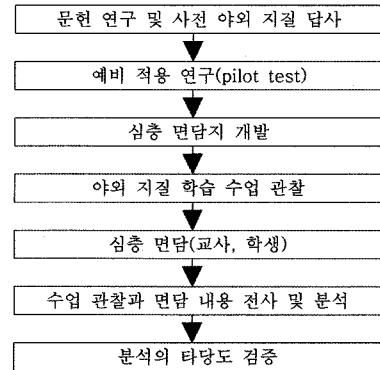 문헌 연구 및 사전 야외 지질 답사
예비 적용 연구(pilot test)
심층 면담지 개발
야외 지질 학습 수업 관찰
심층 면담(교사, 학생)
수업 관찰과 면담 내용 전사 및 분석
분석의 타당도 검증